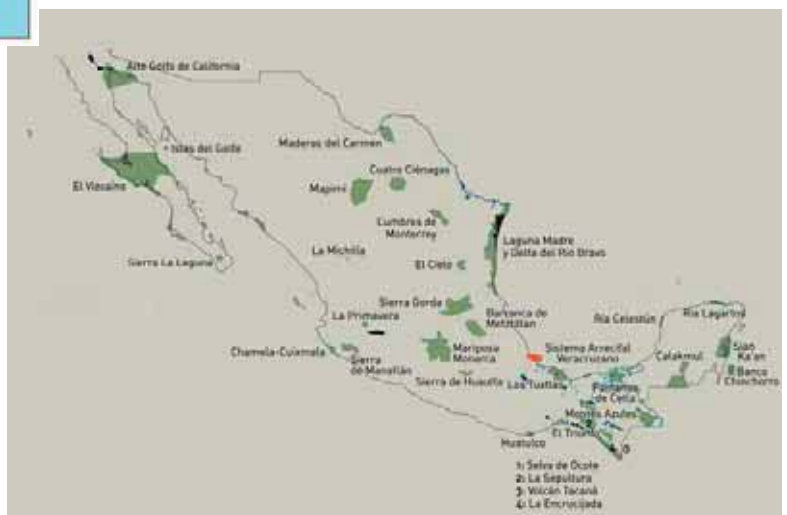 Alto Golfo de California
Islas del Golfo
Maderas del Carmen
Cuatro Ciénagas
El Vizcaíno
Mapimí
Cumbres de
Monterrey
Laguna Madre
y Delta del Río Bravo
La Michilía
Sierra La Laguna
El Cielo
Sierra Gorda
La Primavera
Barranca de
Metztitlán
Ría Celestún
Ría Lagartos
Chamela-Cuixmala
Sierra
de Manatlán
Mariposa
Monarca
Sistema Arrecifal
Veracruzano
Calakmul
Sian
Ka'an
Banco
Chinchorro
Sierra de Huautla
Los Tuxtlas
Pantanos
de Centla
Montes Azules
El Triunfo
Huatulco
1: Selva de Ocote
2: La Sepultura
3: Volcán Tacaná
4: La Encrucijada